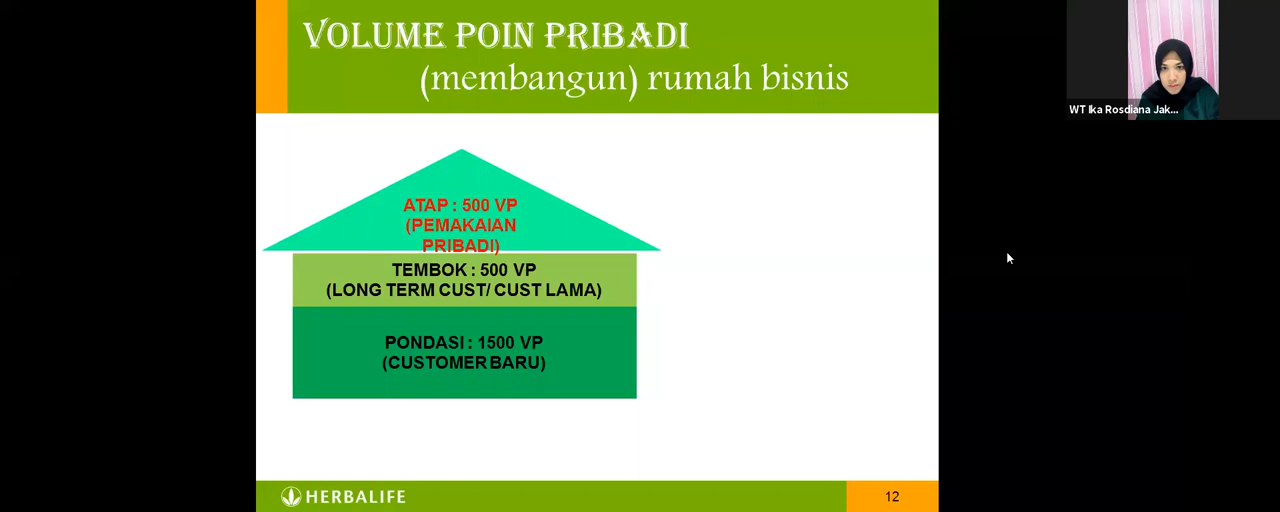 VOLUME POIN PRIBADI
(membangun) rumah bisnis
WT Ika Rosdiana Jak...
ATAP : 500 VP
(PEMAKAIAN
PRIBADI)
TEMBOK : 500 VP
(LONG TERM CUST/ CUST LAMA)
PONDASI : 1500 VP
(CUSTOMER BARU)
HERBALIFE
12